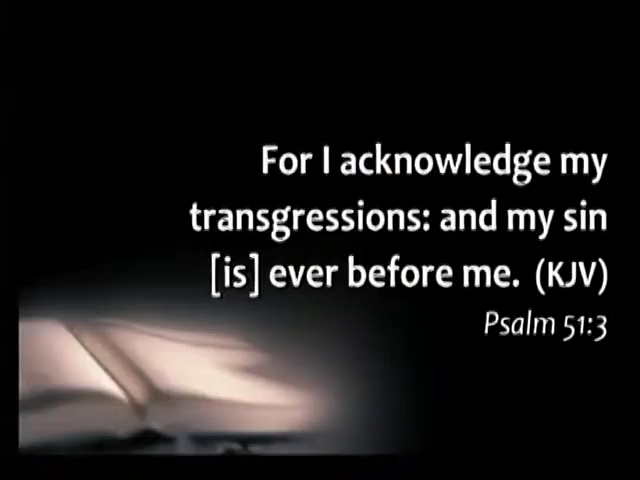 For I acknowledge my
transgressions: and my sin
[is] ever before me. (KJV)
Psalm 51:3